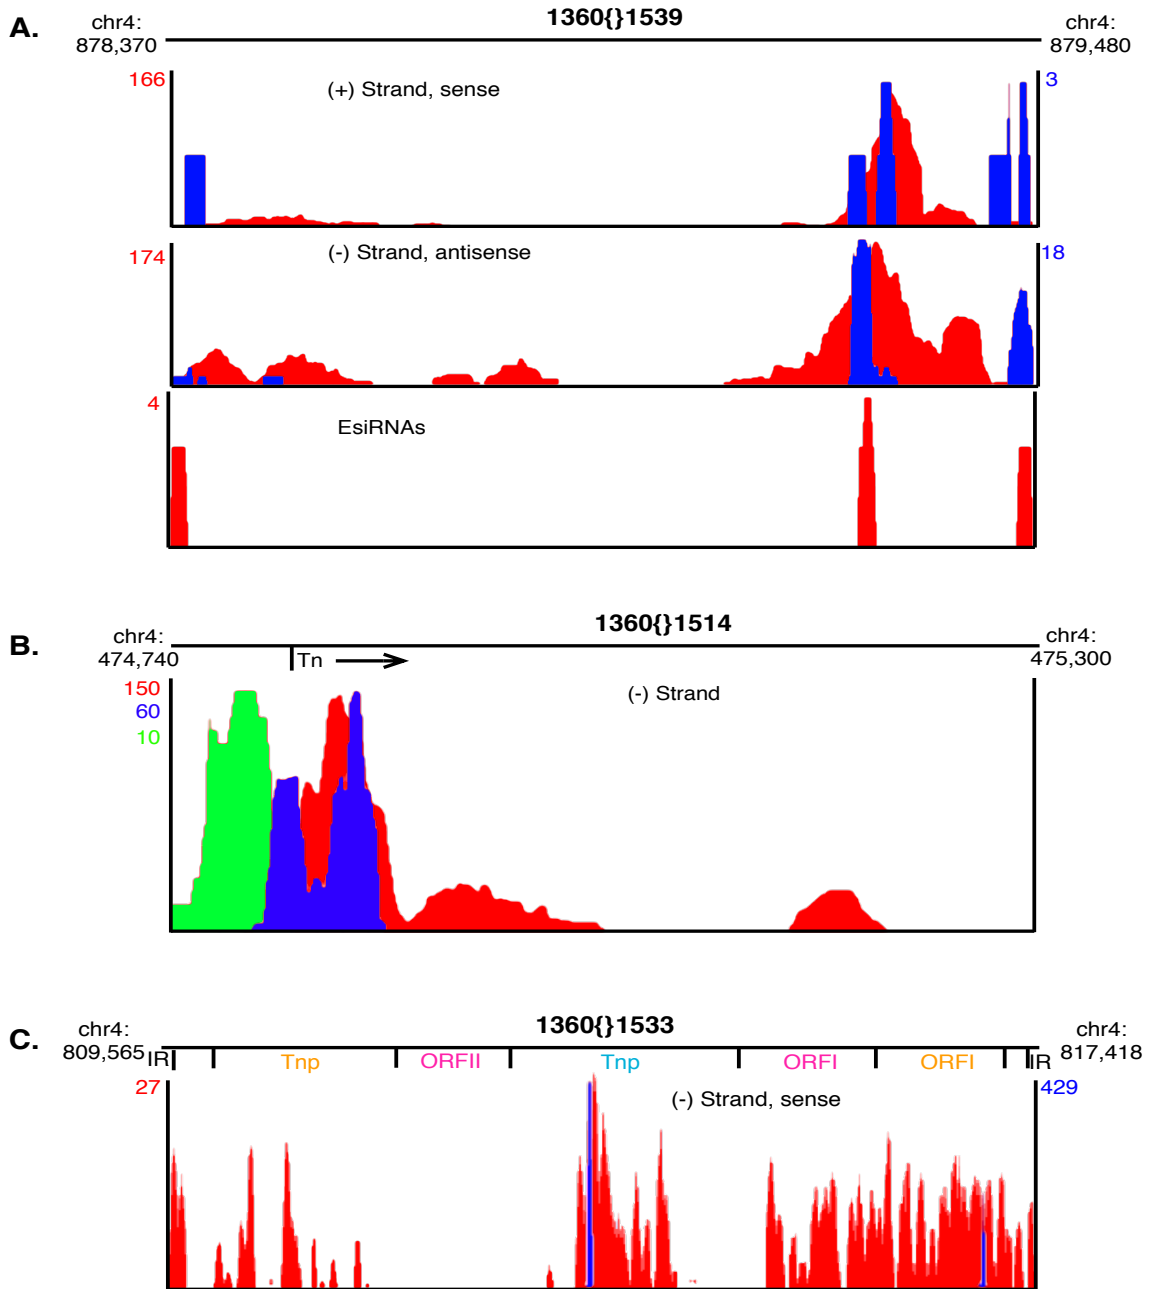 A.
chr4:
878,370
1360{}1539
chr4:
879,480
166
(+) Strand, sense
3
174
(-) Strand, antisense
18
4
EsiRNAs
B.
chr4:
474,740
1360{}1514
chr4:
475,300
Tn
150
60
10
(-) Strand
C.
chr4:
809,565
1360{}1533
chr4:
817,418
IR
Tnp
ORFII
Tnp
ORFI
ORFI
IR
27
(-) Strand, sense
429